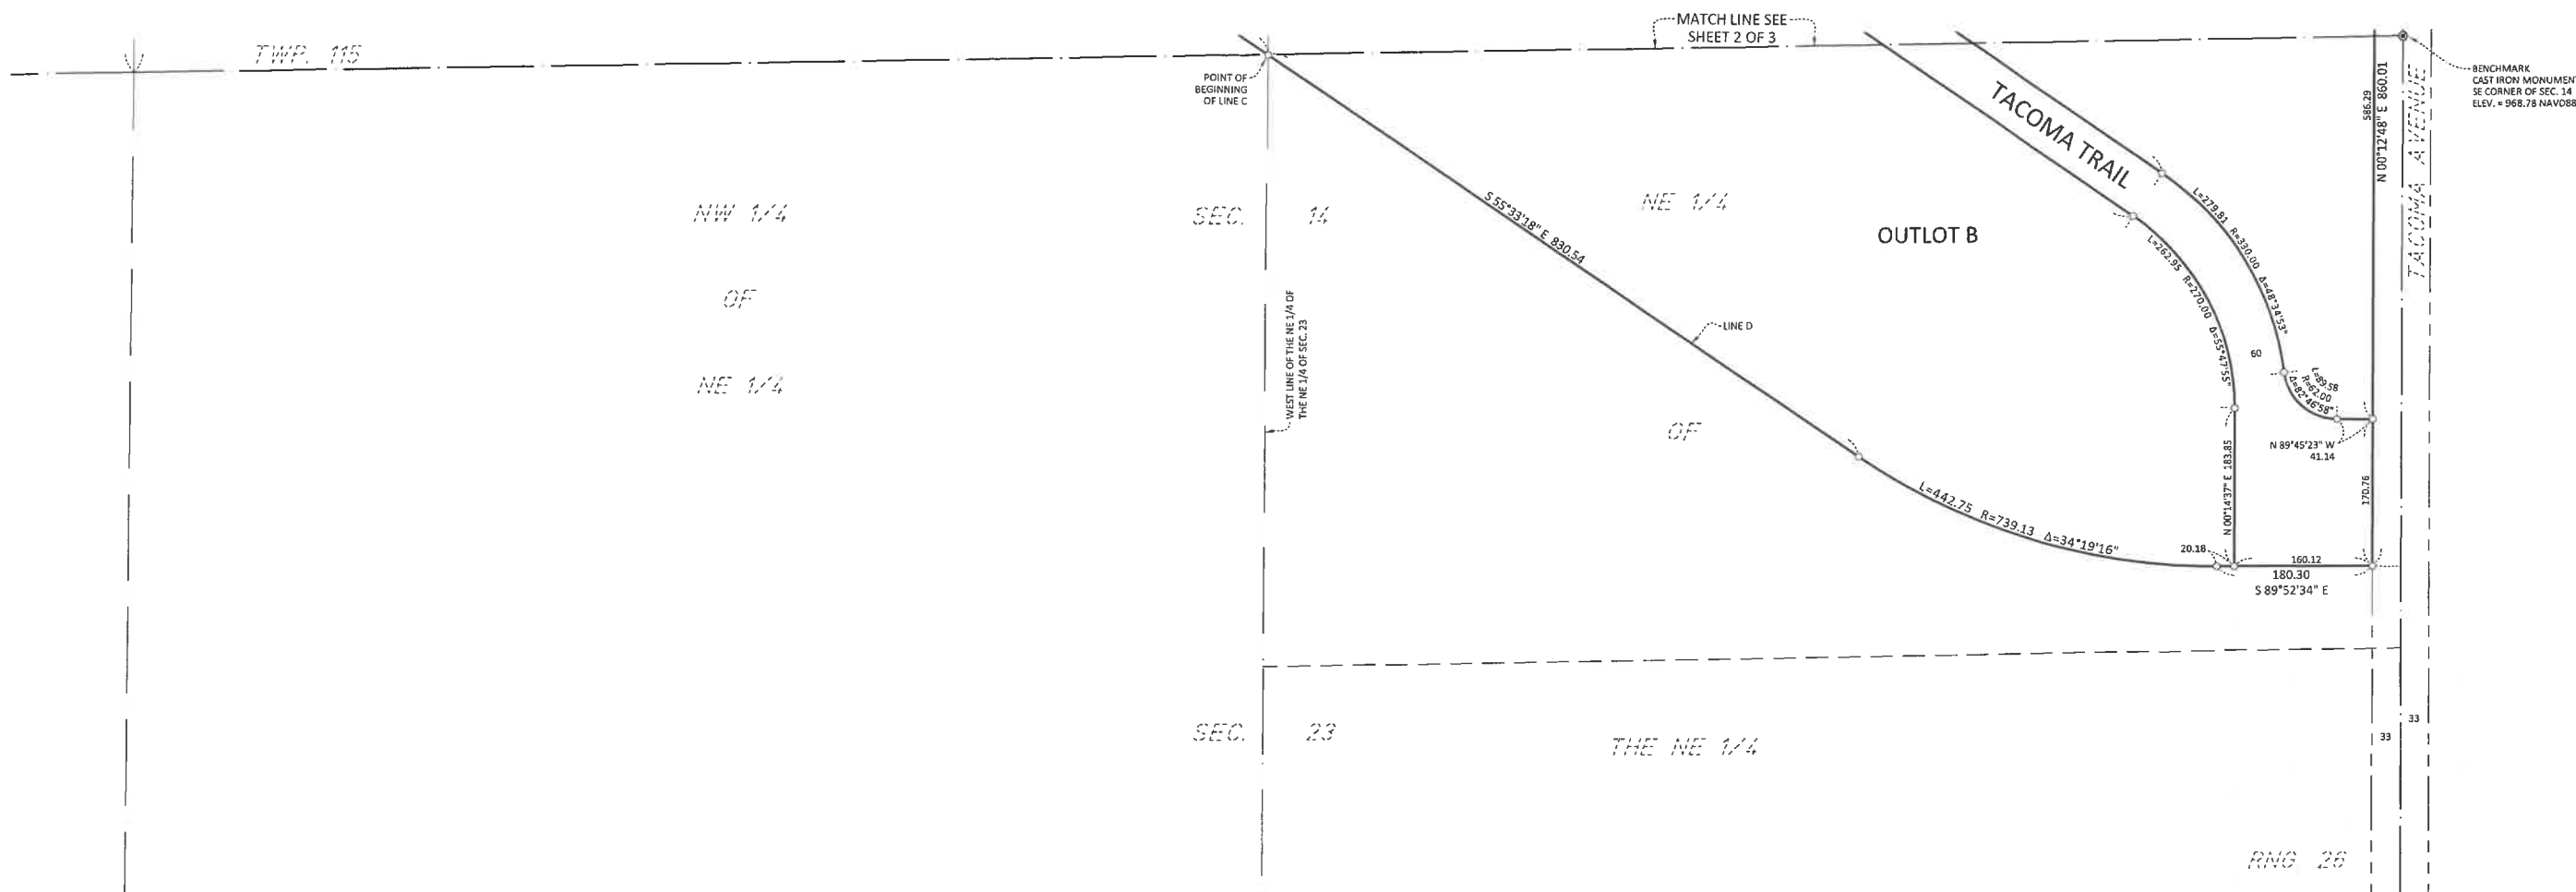 TWP. 115
MATCH LINE SEE
SHEET 2 OF 3
POINT OF
BEGINNING
OF LINE C
BENCHMARK
CAST IRON MONUMENT
SE CORNER OF SEC. 14
ELEV. = 968.78 NAVD88
TACOMA TRAIL
586.29
N 00°12'48" E 860.01
TACOMA AVENUE
NW 1/4
OF
NE 1/4
SEC. 14
NE 1/4
OF
OUTLOT B
S 55°33'18" E 830.54
L=279.81 R=330.00 Δ=48°34'53"
L=262.95 R=270.00 Δ=55°47'55"
WEST LINE OF THE NE 1/4 OF
THE NE 1/4 OF SEC. 23
LINE D
60
L=89.58
R=62.00
Δ=82°46'58"
N 89°45'23" W
41.14
N 00°14'37" E 183.85
170.76
L=442.75 R=739.13 Δ=34°19'16"
20.18
160.12
180.30
S 89°52'34" E
SEC. 23
THE NE 1/4
33
33
RNG 26